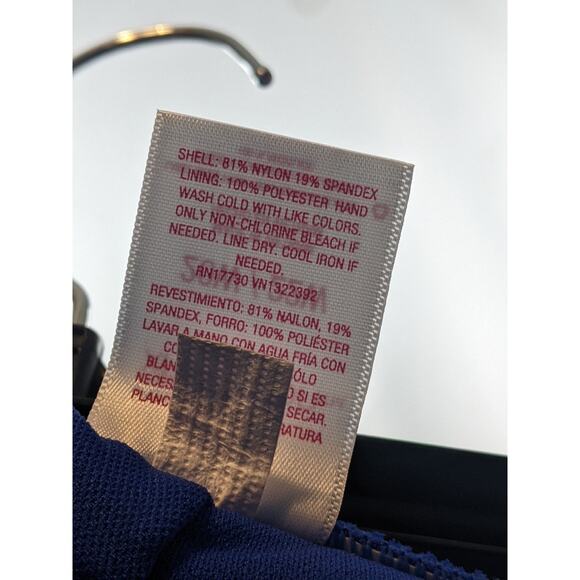 SHELL: 81% NYLON 19% SPANDEX
LINING: 100% POLYESTER HAND
WASH COLD WITH LIKE COLORS.
ONLY NON-CHLORINE BLEACH IF
NEEDED. LINE DRY. COOL IRON IF
NEEDED.
RN17730 VN1322392
REVESTIMIENTO: 81% NAILON, 19%
SPANDEX, FORRO: 100% POLIÉSTER
LAVAR A MANO CON AGUA FRÍA CON
SI ES
SECAR.